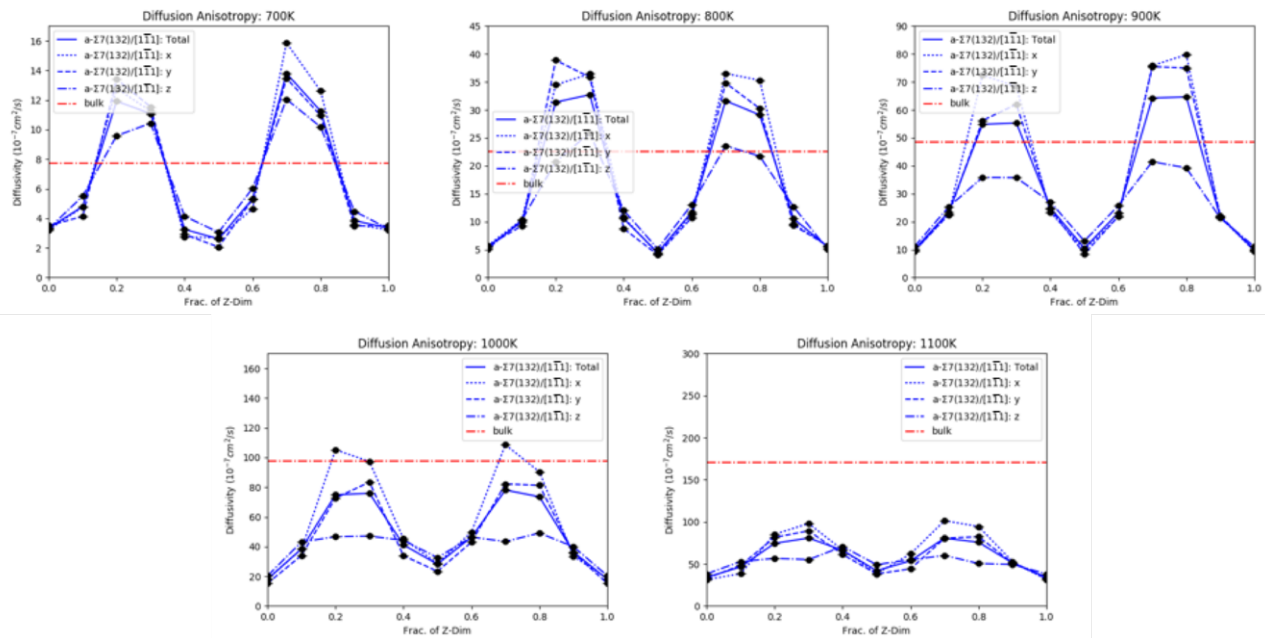 Diffusion Anisotropy: 700K
Diffusivity (10⁻⁷cm²/s)
16
14
12
10
8
6
4
2
0
a-Σ7(132)/[11̅1]: Total
a-Σ7(132)/[11̅1]: x
a-Σ7(132)/[11̅1]: y
a-Σ7(132)/[11̅1]: z
bulk
0.0 0.2 0.4 0.6 0.8 1.0
Frac. of Z-Dim
Diffusion Anisotropy: 800K
Diffusivity (10⁻⁷cm²/s)
45
40
35
30
25
20
15
10
5
0
a-Σ7(132)/[11̅1]: Total
a-Σ7(132)/[11̅1]: x
a-Σ7(132)/[11̅1]: y
a-Σ7(132)/[11̅1]: z
bulk
0.0 0.2 0.4 0.6 0.8 1.0
Frac. of Z-Dim
Diffusion Anisotropy: 900K
Diffusivity (10⁻⁷cm²/s)
90
80
70
60
50
40
30
20
10
0
a-Σ7(132)/[11̅1]: Total
a-Σ7(132)/[11̅1]: x
a-Σ7(132)/[11̅1]: y
a-Σ7(132)/[11̅1]: z
bulk
0.0 0.2 0.4 0.6 0.8 1.0
Frac. of Z-Dim
Diffusion Anisotropy: 1000K
Diffusivity (10⁻⁷cm²/s)
160
140
120
100
80
60
40
20
0
a-Σ7(132)/[11̅1]: Total
a-Σ7(132)/[11̅1]: x
a-Σ7(132)/[11̅1]: y
a-Σ7(132)/[11̅1]: z
bulk
0.0 0.2 0.4 0.6 0.8 1.0
Frac. of Z-Dim
Diffusion Anisotropy: 1100K
Diffusivity (10⁻⁷cm²/s)
300
250
200
150
100
50
0
a-Σ7(132)/[11̅1]: Total
a-Σ7(132)/[11̅1]: x
a-Σ7(132)/[11̅1]: y
a-Σ7(132)/[11̅1]: z
bulk
0.0 0.2 0.4 0.6 0.8 1.0
Frac. of Z-Dim